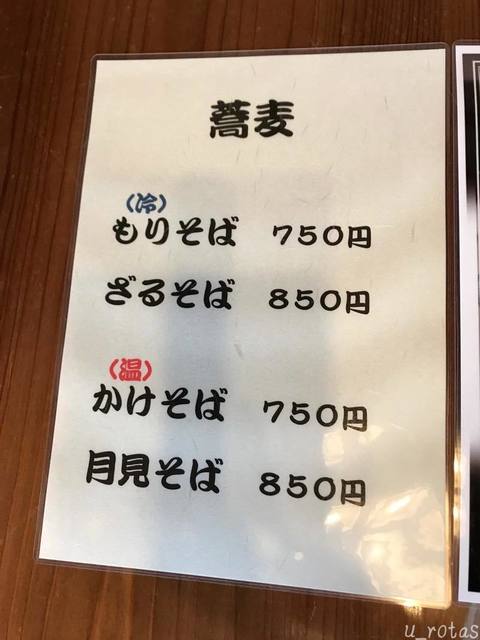 蕎麦
（冷）
もりそば 750円
ざるそば 850円
（温）
かけそば 750円
月見そば 850円
u_rotas